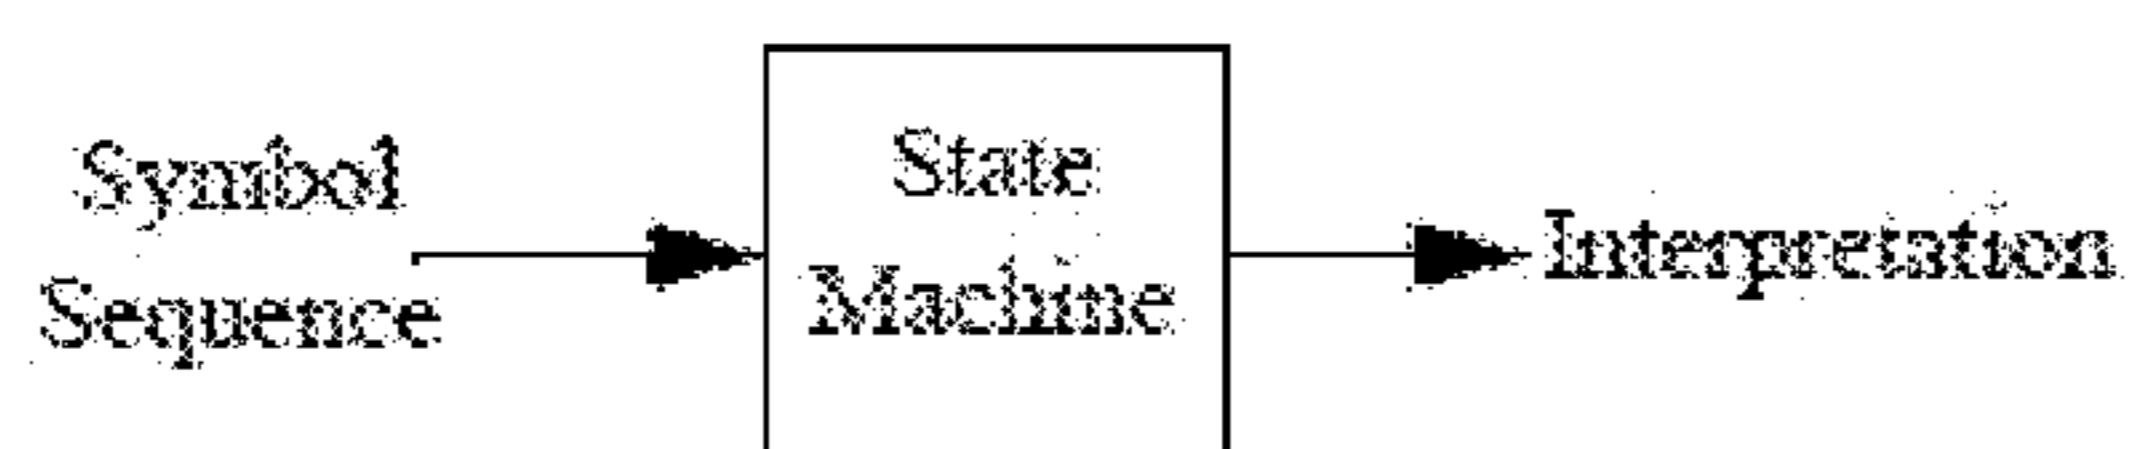 Symbol
Sequence
State
Machine
Interpretation